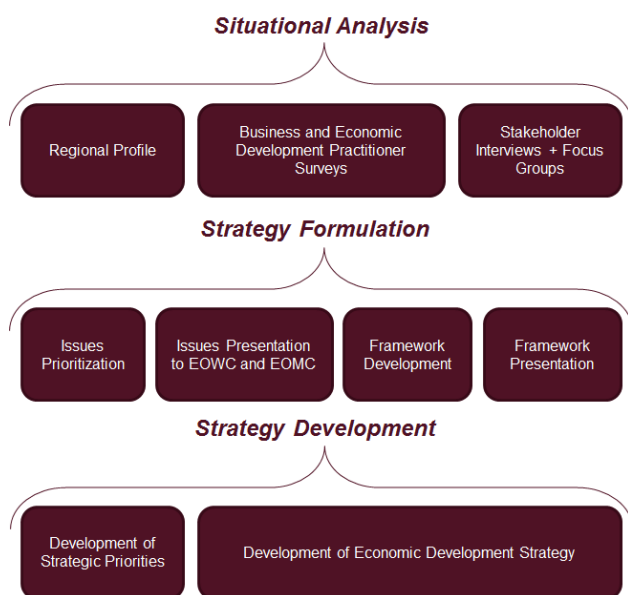 Situational Analysis
Regional Profile
Business and Economic
Development Practitioner
Surveys
Stakeholder
Interviews + Focus
Groups
Strategy Formulation
Issues
Prioritization
Issues Presentation
to EOWC and EOMC
Framework
Development
Framework
Presentation
Strategy Development
Development of
Strategic Priorities
Development of Economic Development Strategy